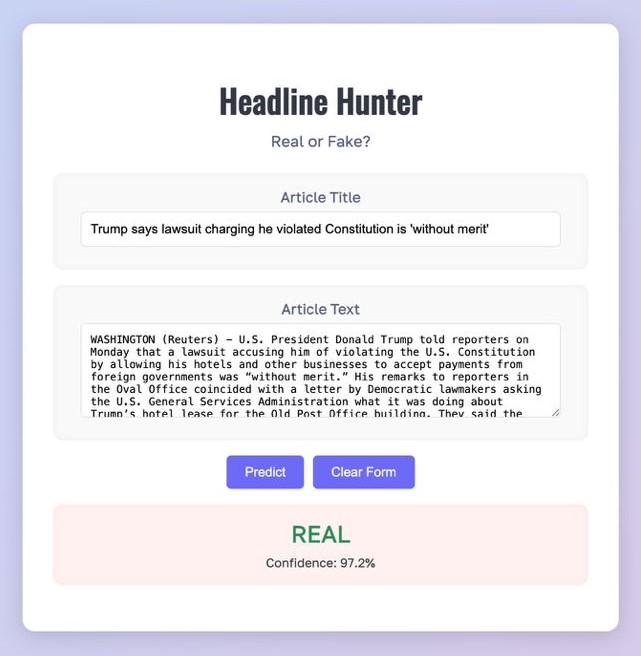 Headline Hunter
Real or Fake?
Article Title
Trump says lawsuit charging he violated Constitution is 'without merit'
Article Text
WASHINGTON (Reuters) – U.S. President Donald Trump told reporters on
Monday that a lawsuit accusing him of violating the U.S. Constitution
by allowing his hotels and other businesses to accept payments from
foreign governments was “without merit.” His remarks to reporters in
the Oval Office coincided with a letter by Democratic lawmakers asking
the U.S. General Services Administration what it was doing about
Trump’s hotel lease for the Old Post Office building. They said the
Predict Clear Form
REAL
Confidence: 97.2%